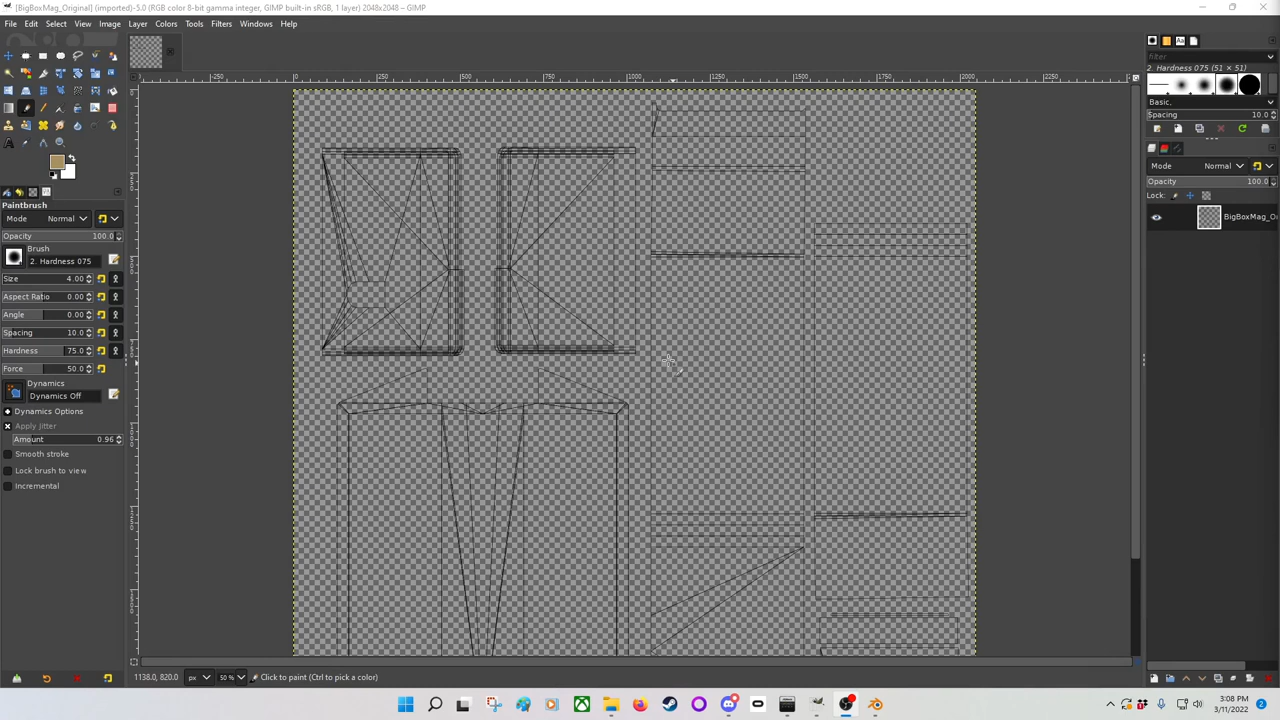 [BigBoxMag_Original] (imported)-5.0 (RGB color 8-bit gamma integer, GIMP built-in sRGB, 1 layer) 2048x2048 – GIMP
File Edit Select View Image Layer Colors Tools Filters Windows Help
filter
2. Hardness 075 (51 × 51)
Basic,
Spacing 10.0
Mode Normal
Opacity 100.0
Lock:
BigBoxMag_O
Paintbrush
Mode Normal
Opacity 100.0
Brush
2. Hardness 075
Size 4.00
Aspect Ratio 0.00
Angle 0.00
Spacing 10.0
Hardness 75.0
Force 50.0
Dynamics
Dynamics Off
Dynamics Options
Apply jitter
Amount 0.96
Smooth stroke
Lock brush to view
Incremental
-250 0 250 500 750 1000 1250 1500 1750 2000 2250
1138.0, 820.0 px 50 % Click to paint (Ctrl to pick a color)
3:08 PM
3/11/2022